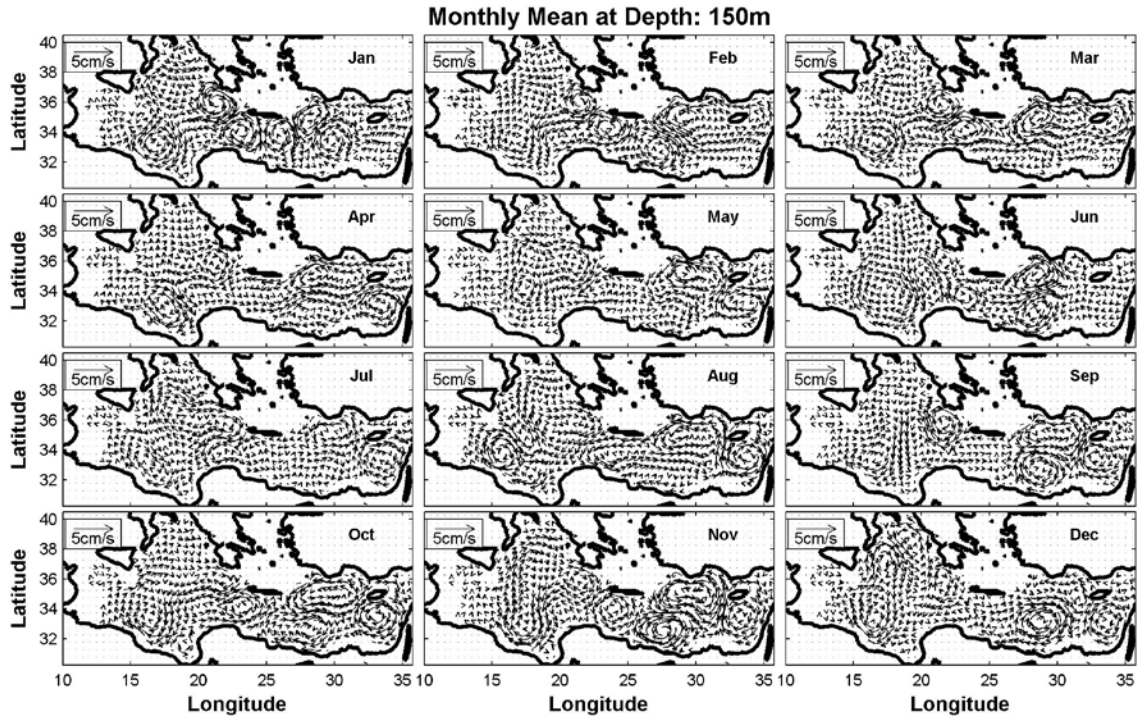 Monthly Mean at Depth: 150m
40 5cm/s Jan 5cm/s Feb 5cm/s Mar
38
36
34
32
Latitude
40 5cm/s Apr 5cm/s May 5cm/s Jun
38
36
34
32
Latitude
40 5cm/s Jul 5cm/s Aug 5cm/s Sep
38
36
34
32
Latitude
40 5cm/s Oct 5cm/s Nov 5cm/s Dec
38
36
34
32
Latitude
10 15 20 25 30 35 10 15 20 25 30 35 10 15 20 25 30 35
Longitude Longitude Longitude